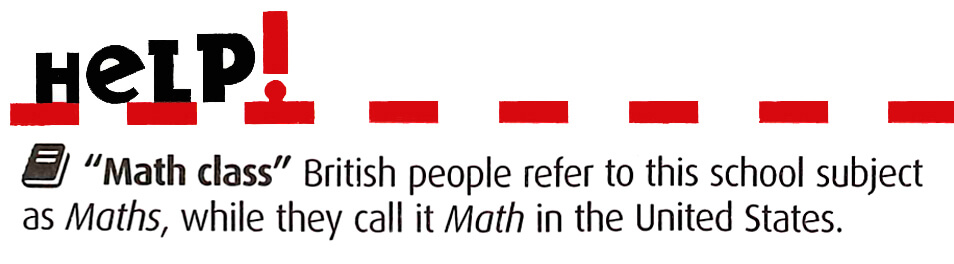 HeLP!
“Math class” British people refer to this school subject
as Maths, while they call it Math in the United States.